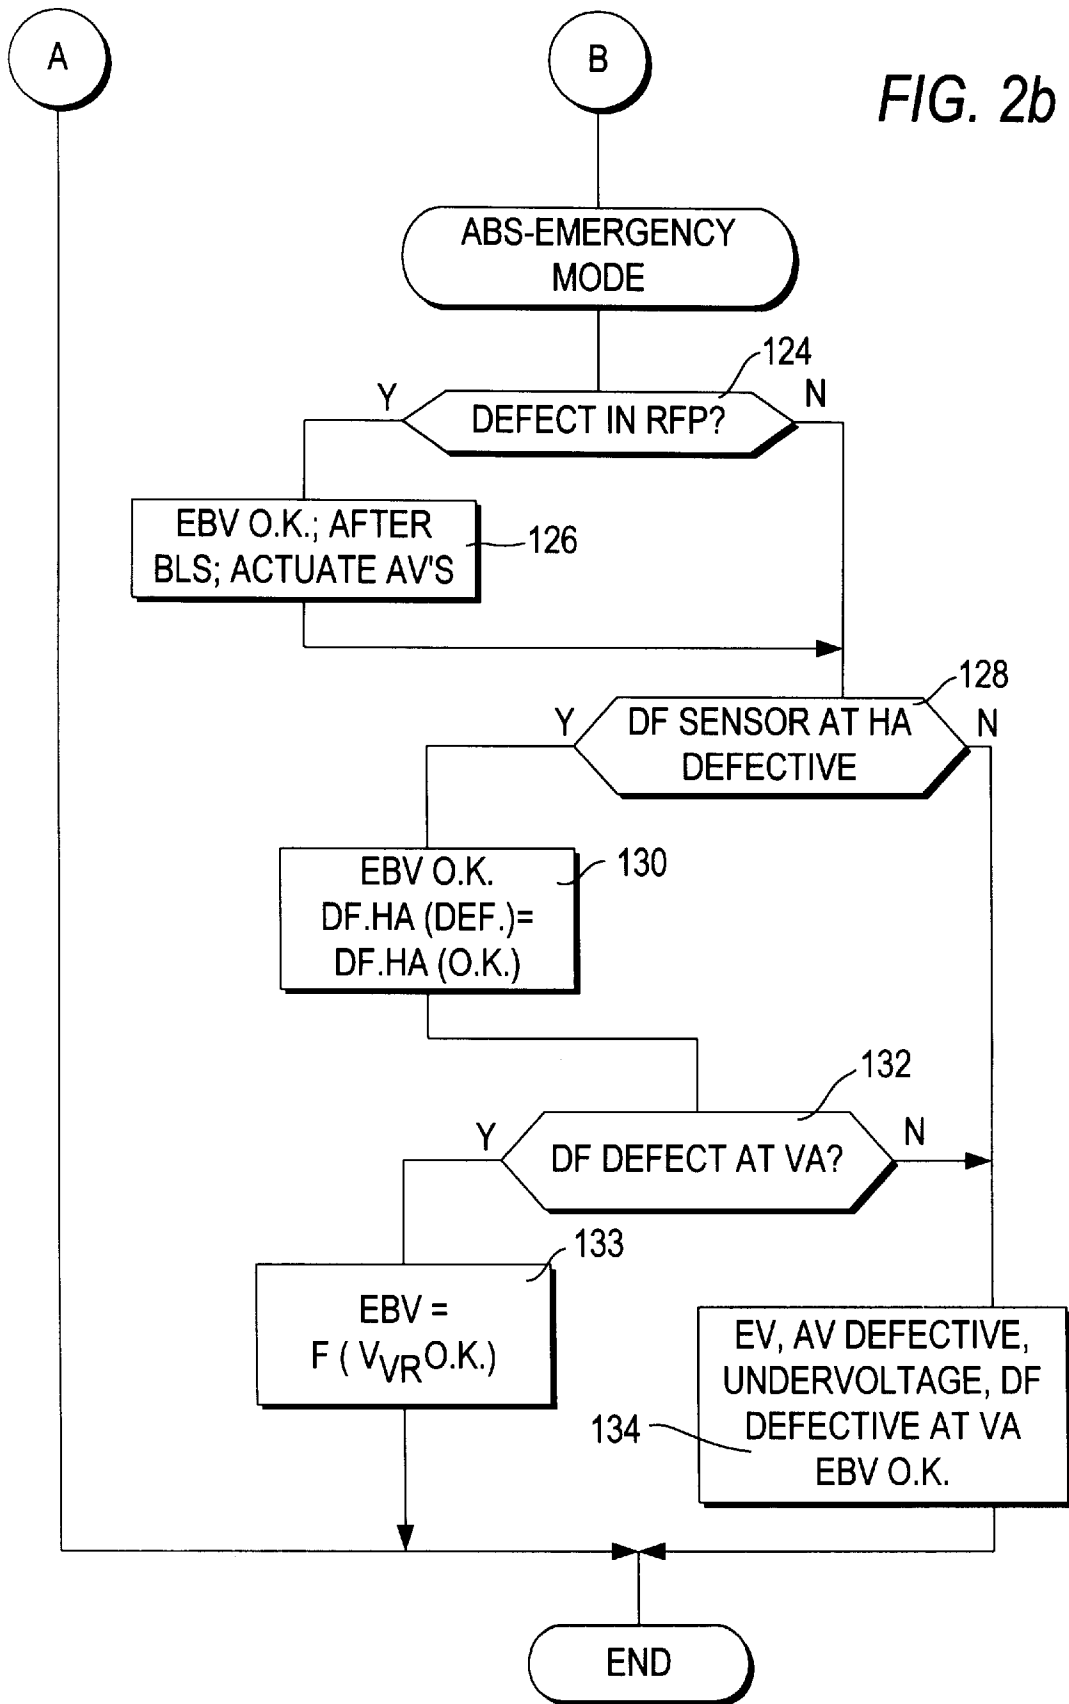 A
B
FIG. 2b
ABS-EMERGENCY
MODE
124
Y
N
DEFECT IN RFP?
EBV O.K.; AFTER
BLS; ACTUATE AV'S
126
128
Y
N
DF SENSOR AT HA
DEFECTIVE
130
EBV O.K.
DF.HA (DEF.)=
DF.HA (O.K.)
132
Y
N
DF DEFECT AT VA?
133
EBV =
F ( VVR O.K.)
EV, AV DEFECTIVE,
UNDERVOLTAGE, DF
DEFECTIVE AT VA
EBV O.K.
134
END